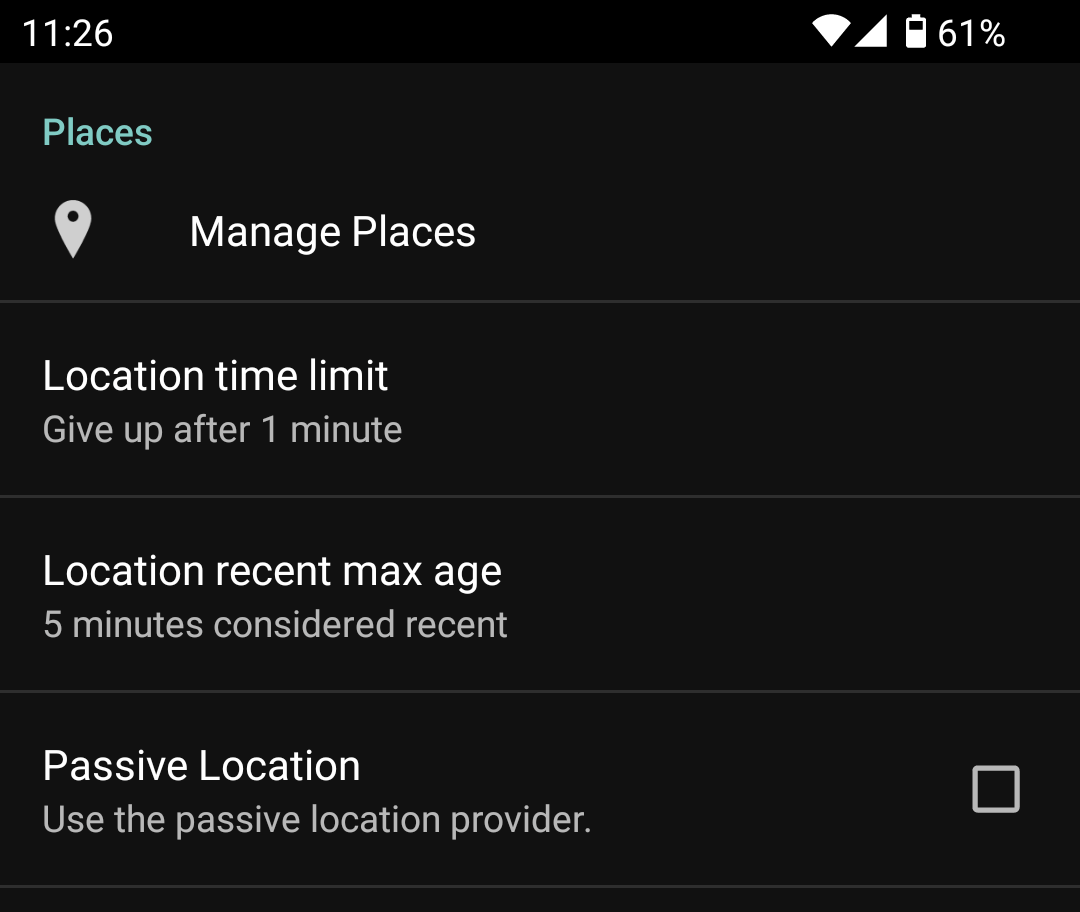 11:26
61%
Places
Manage Places
Location time limit
Give up after 1 minute
Location recent max age
5 minutes considered recent
Passive Location
Use the passive location provider.